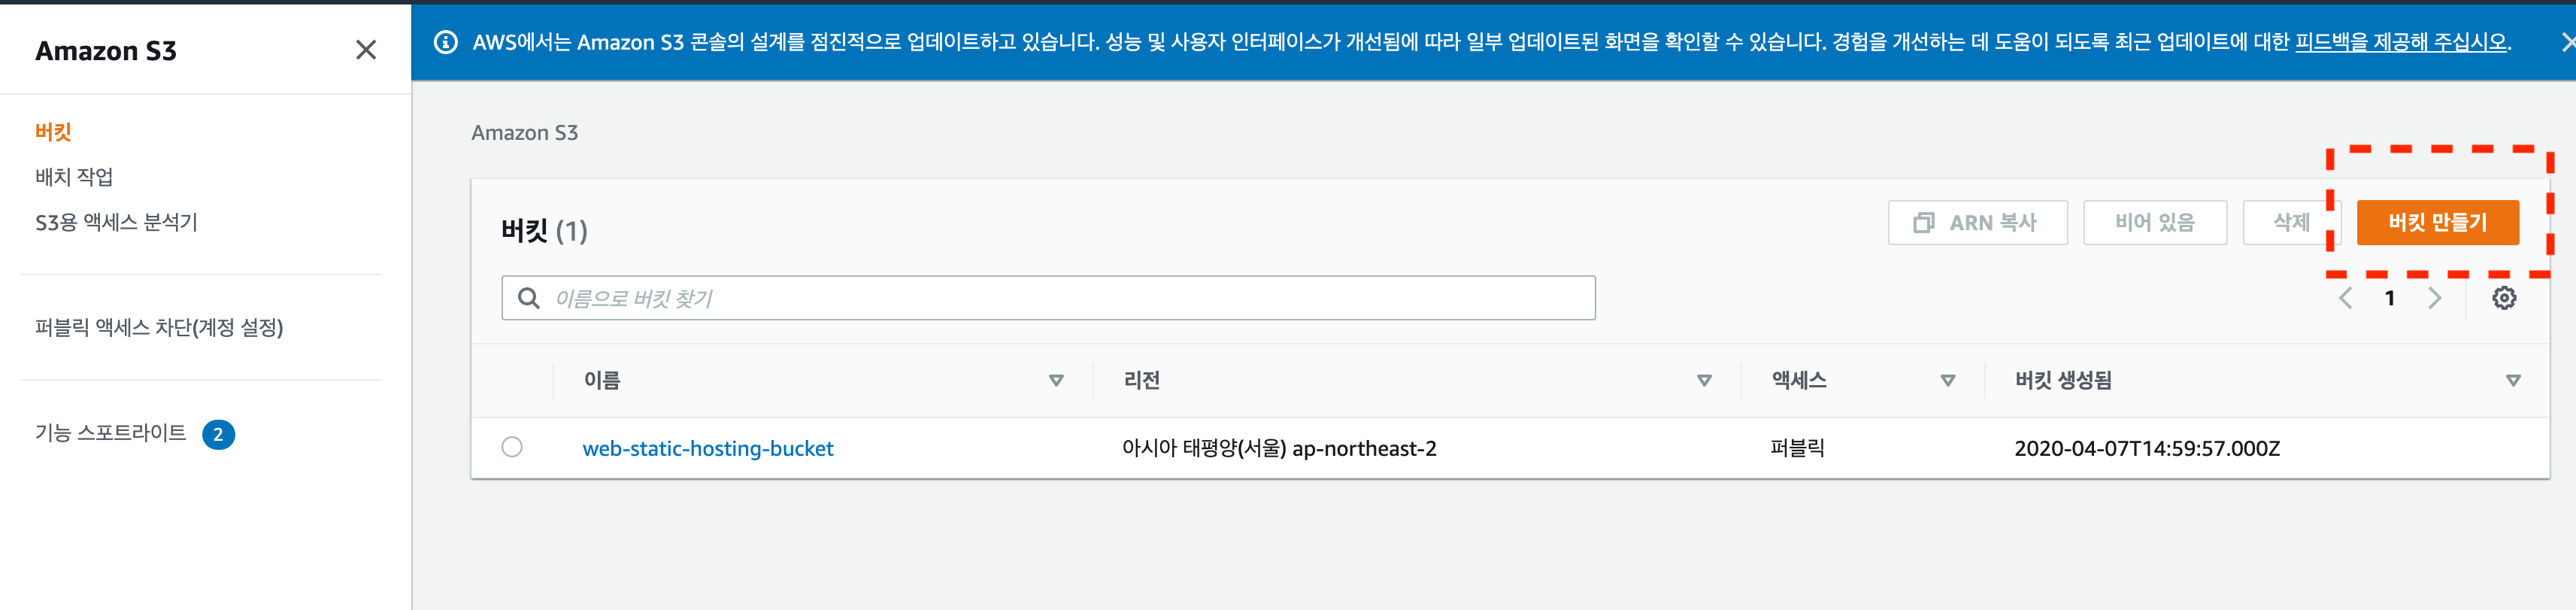 Amazon S3
AWS에서는 Amazon S3 콘솔의 설계를 점진적으로 업데이트하고 있습니다. 성능 및 사용자 인터페이스가 개선됨에 따라 일부 업데이트된 화면을 확인할 수 있습니다. 경험을 개선하는 데 도움이 되도록 최근 업데이트에 대한 피드백을 제공해 주십시오.
버킷
배치 작업
S3용 액세스 분석기
퍼블릭 액세스 차단(계정 설정)
기능 스포트라이트 2
Amazon S3
버킷 (1)
ARN 복사 비어 있음 삭제 버킷 만들기
이름으로 버킷 찾기
1
이름 리전 액세스 버킷 생성됨
web-static-hosting-bucket 아시아 태평양(서울) ap-northeast-2 퍼블릭 2020-04-07T14:59:57.000Z